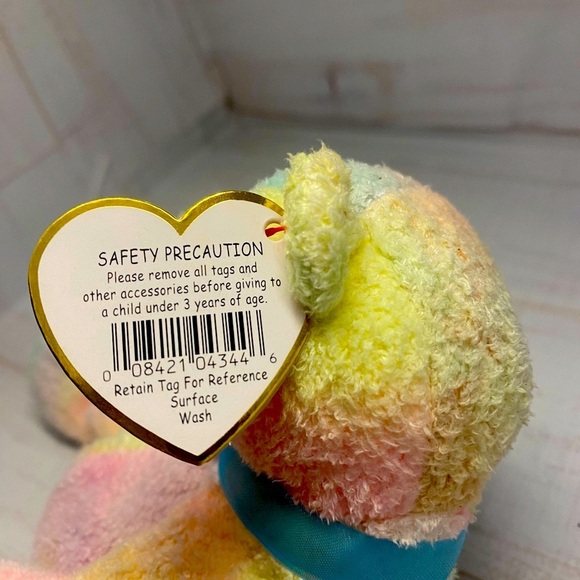 SAFETY PRECAUTION
Please remove all tags and
other accessories before giving to
a child under 3 years of age.
0 08421 04344 6
Retain Tag For Reference
Surface
Wash